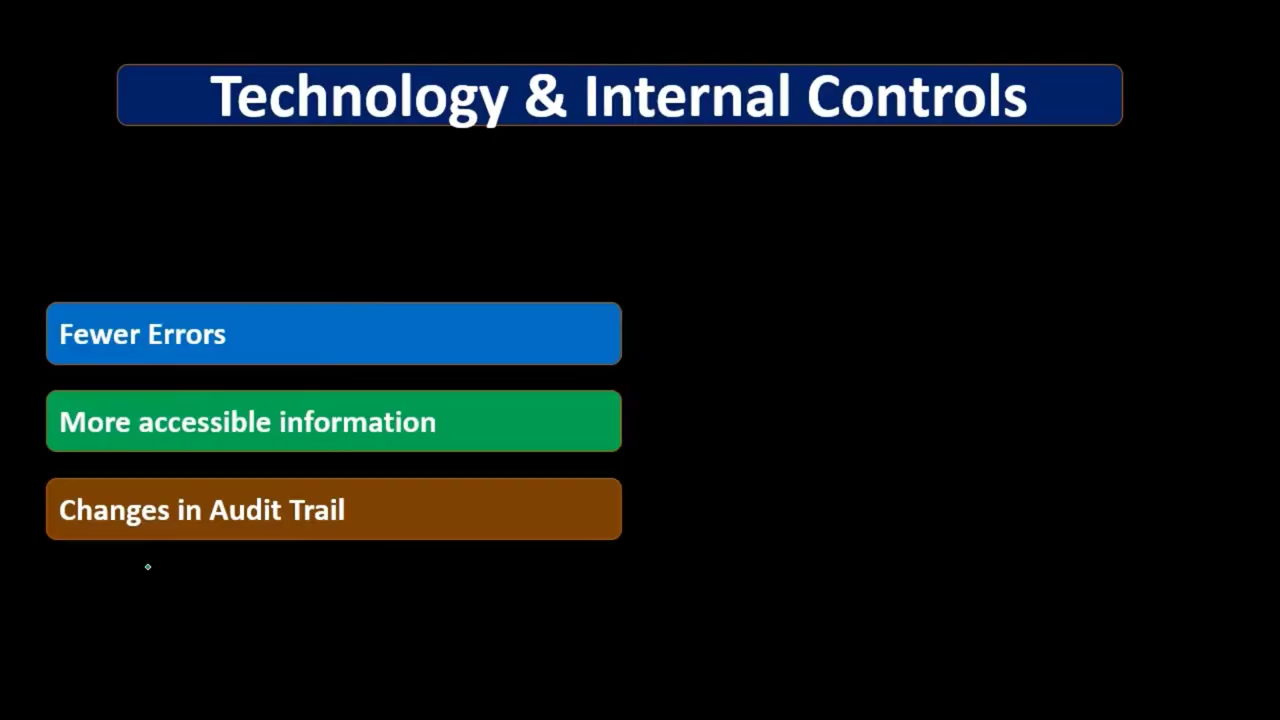 Technology & Internal Controls
Fewer Errors
More accessible information
Changes in Audit Trail